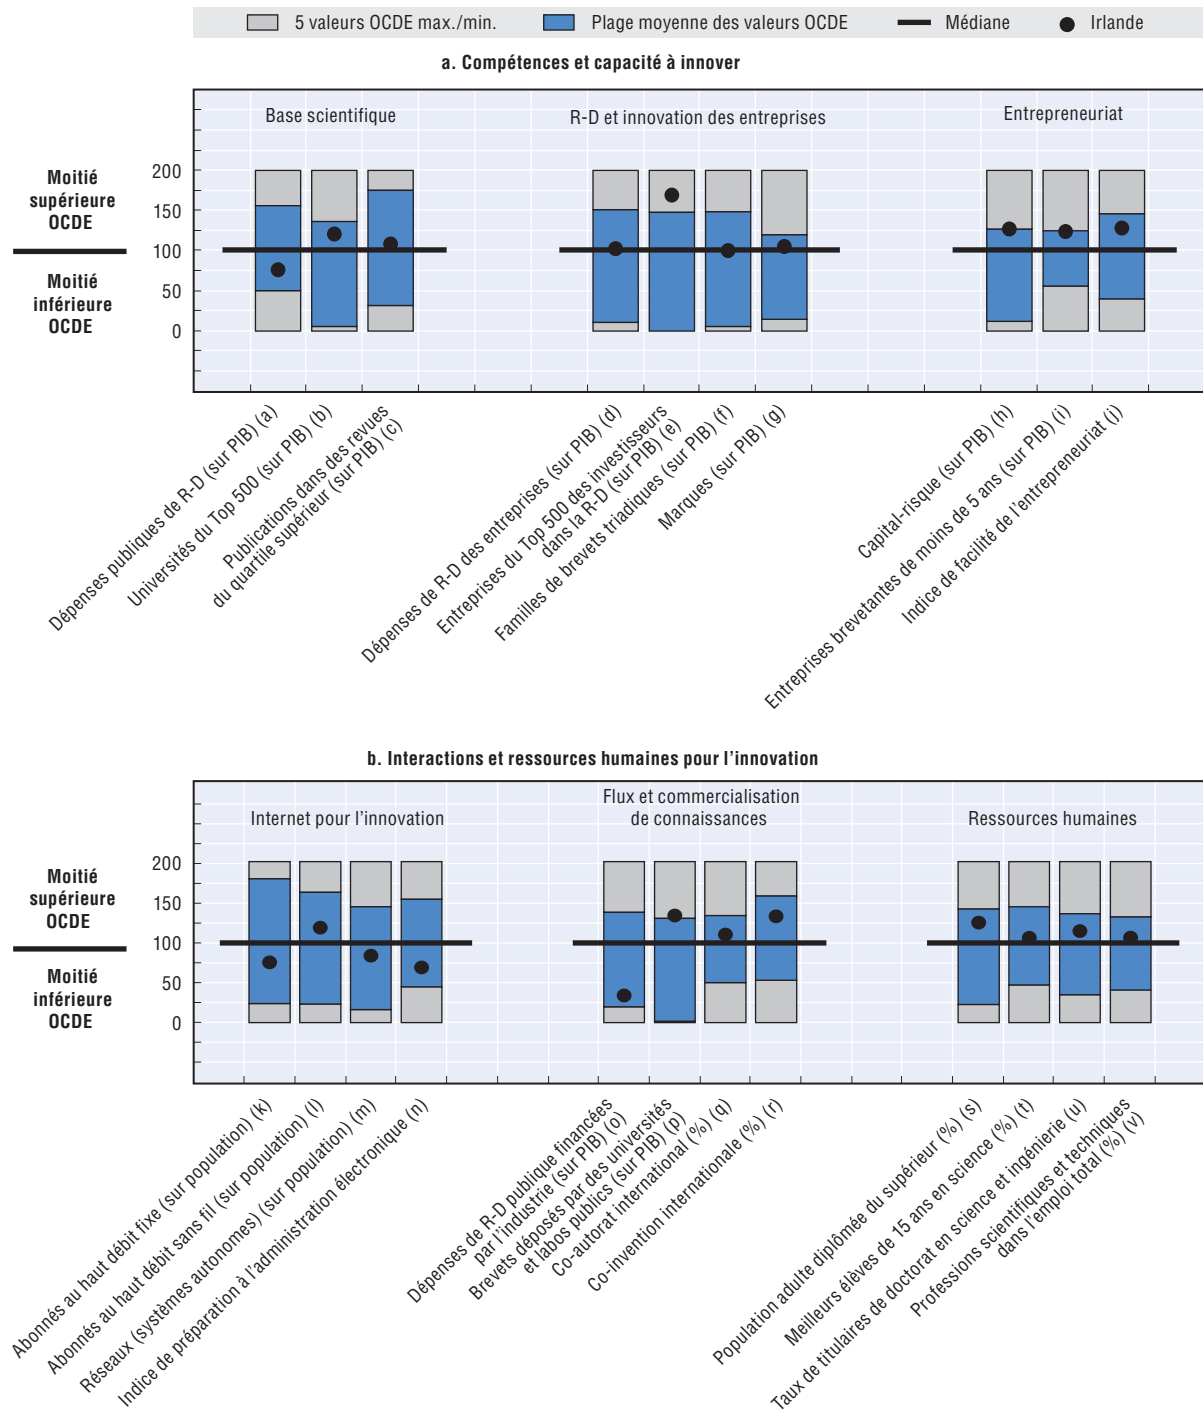 5 valeurs OCDE max./min.
Plage moyenne des valeurs OCDE
Médiane
Irlande
a. Compétences et capacité à innover
Base scientifique
R-D et innovation des entreprises
Entrepreneuriat
Moitié
supérieure
OCDE
Moitié
inférieure
OCDE
200
150
100
50
0
Dépenses publiques de R-D (sur PIB) (a)
Universités du Top 500 (sur PIB) (b)
Publications dans des revues
du quartile supérieur (sur PIB) (c)
Dépenses de R-D des entreprises (sur PIB) (d)
Entreprises du Top 500 des investisseurs
dans la R-D (sur PIB) (e)
Familles de brevets triadiques (sur PIB) (f)
Marques (sur PIB) (g)
Capital-risque (sur PIB) (h)
Entreprises brevetantes de moins de 5 ans (sur PIB) (i)
Indice de facilité de l'entrepreneuriat (j)
b. Interactions et ressources humaines pour l'innovation
Internet pour l'innovation
Flux et commercialisation
de connaissances
Ressources humaines
Moitié
supérieure
OCDE
Moitié
inférieure
OCDE
200
150
100
50
0
Abonnés au haut débit fixe (sur population) (k)
Abonnés au haut débit sans fil (sur population) (l)
Réseaux (systèmes autonomes) (sur population) (m)
Indice de préparation à l'administration électronique (n)
Dépenses de R-D publique financées
par l'industrie (sur PIB) (o)
Brevets déposés par des universités
et labos publics (sur PIB) (p)
Co-autorat international (%) (q)
Co-invention internationale (%) (r)
Population adulte diplômée du supérieur (%) (s)
Meilleurs élèves de 15 ans en science (%) (t)
Taux de titulaires de doctorat en science et ingénierie (u)
Professions scientifiques et techniques
dans l'emploi total (%) (v)